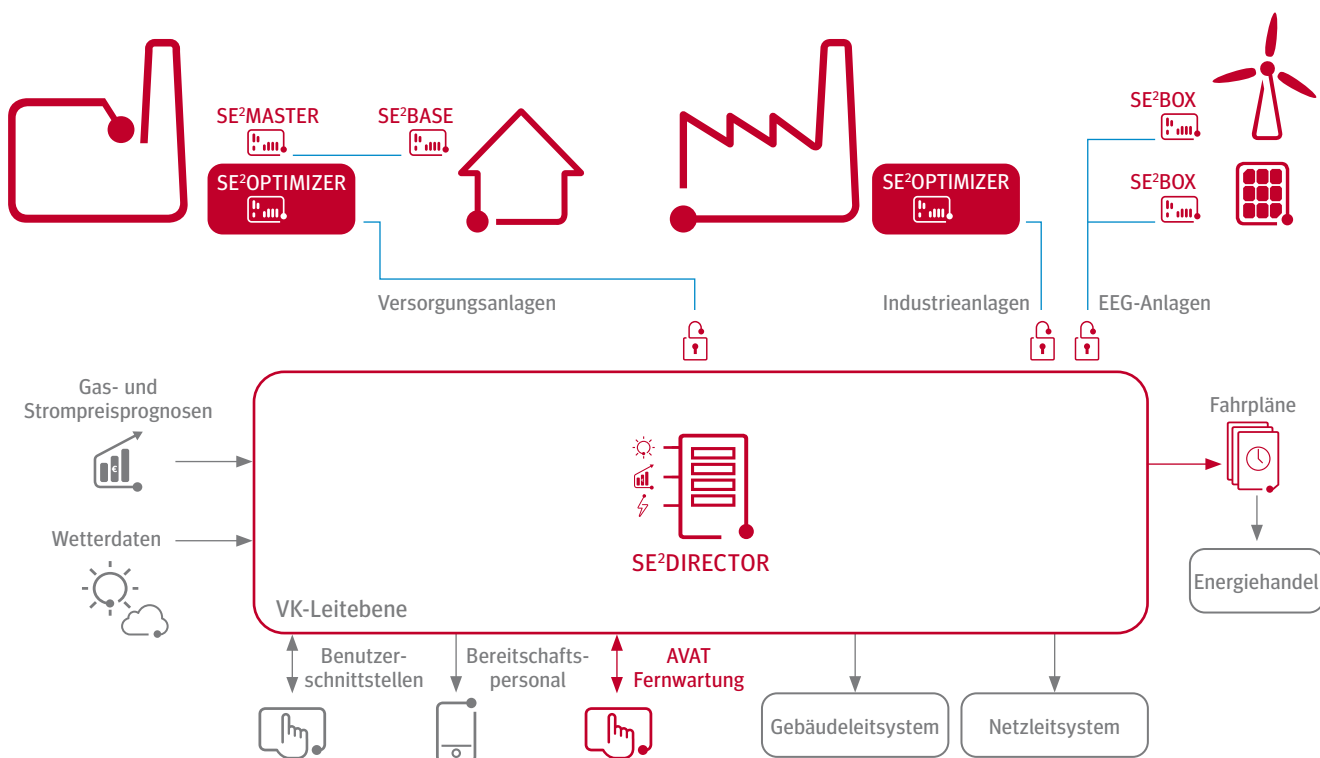 SE²MASTER
SE²BASE
SE²OPTIMIZER
SE²OPTIMIZER
SE²BOX
SE²BOX
Versorgungsanlagen
Industrieanlagen
EEG-Anlagen
Gas- und
Strompreisprognosen
€
Wetterdaten
SE²DIRECTOR
VK-Leitebene
Fahrpläne
Energiehandel
Benutzer-
schnittstellen
Bereitschafts-
personal
AVAT
Fernwartung
Gebäudeleitsystem
Netzleitsystem